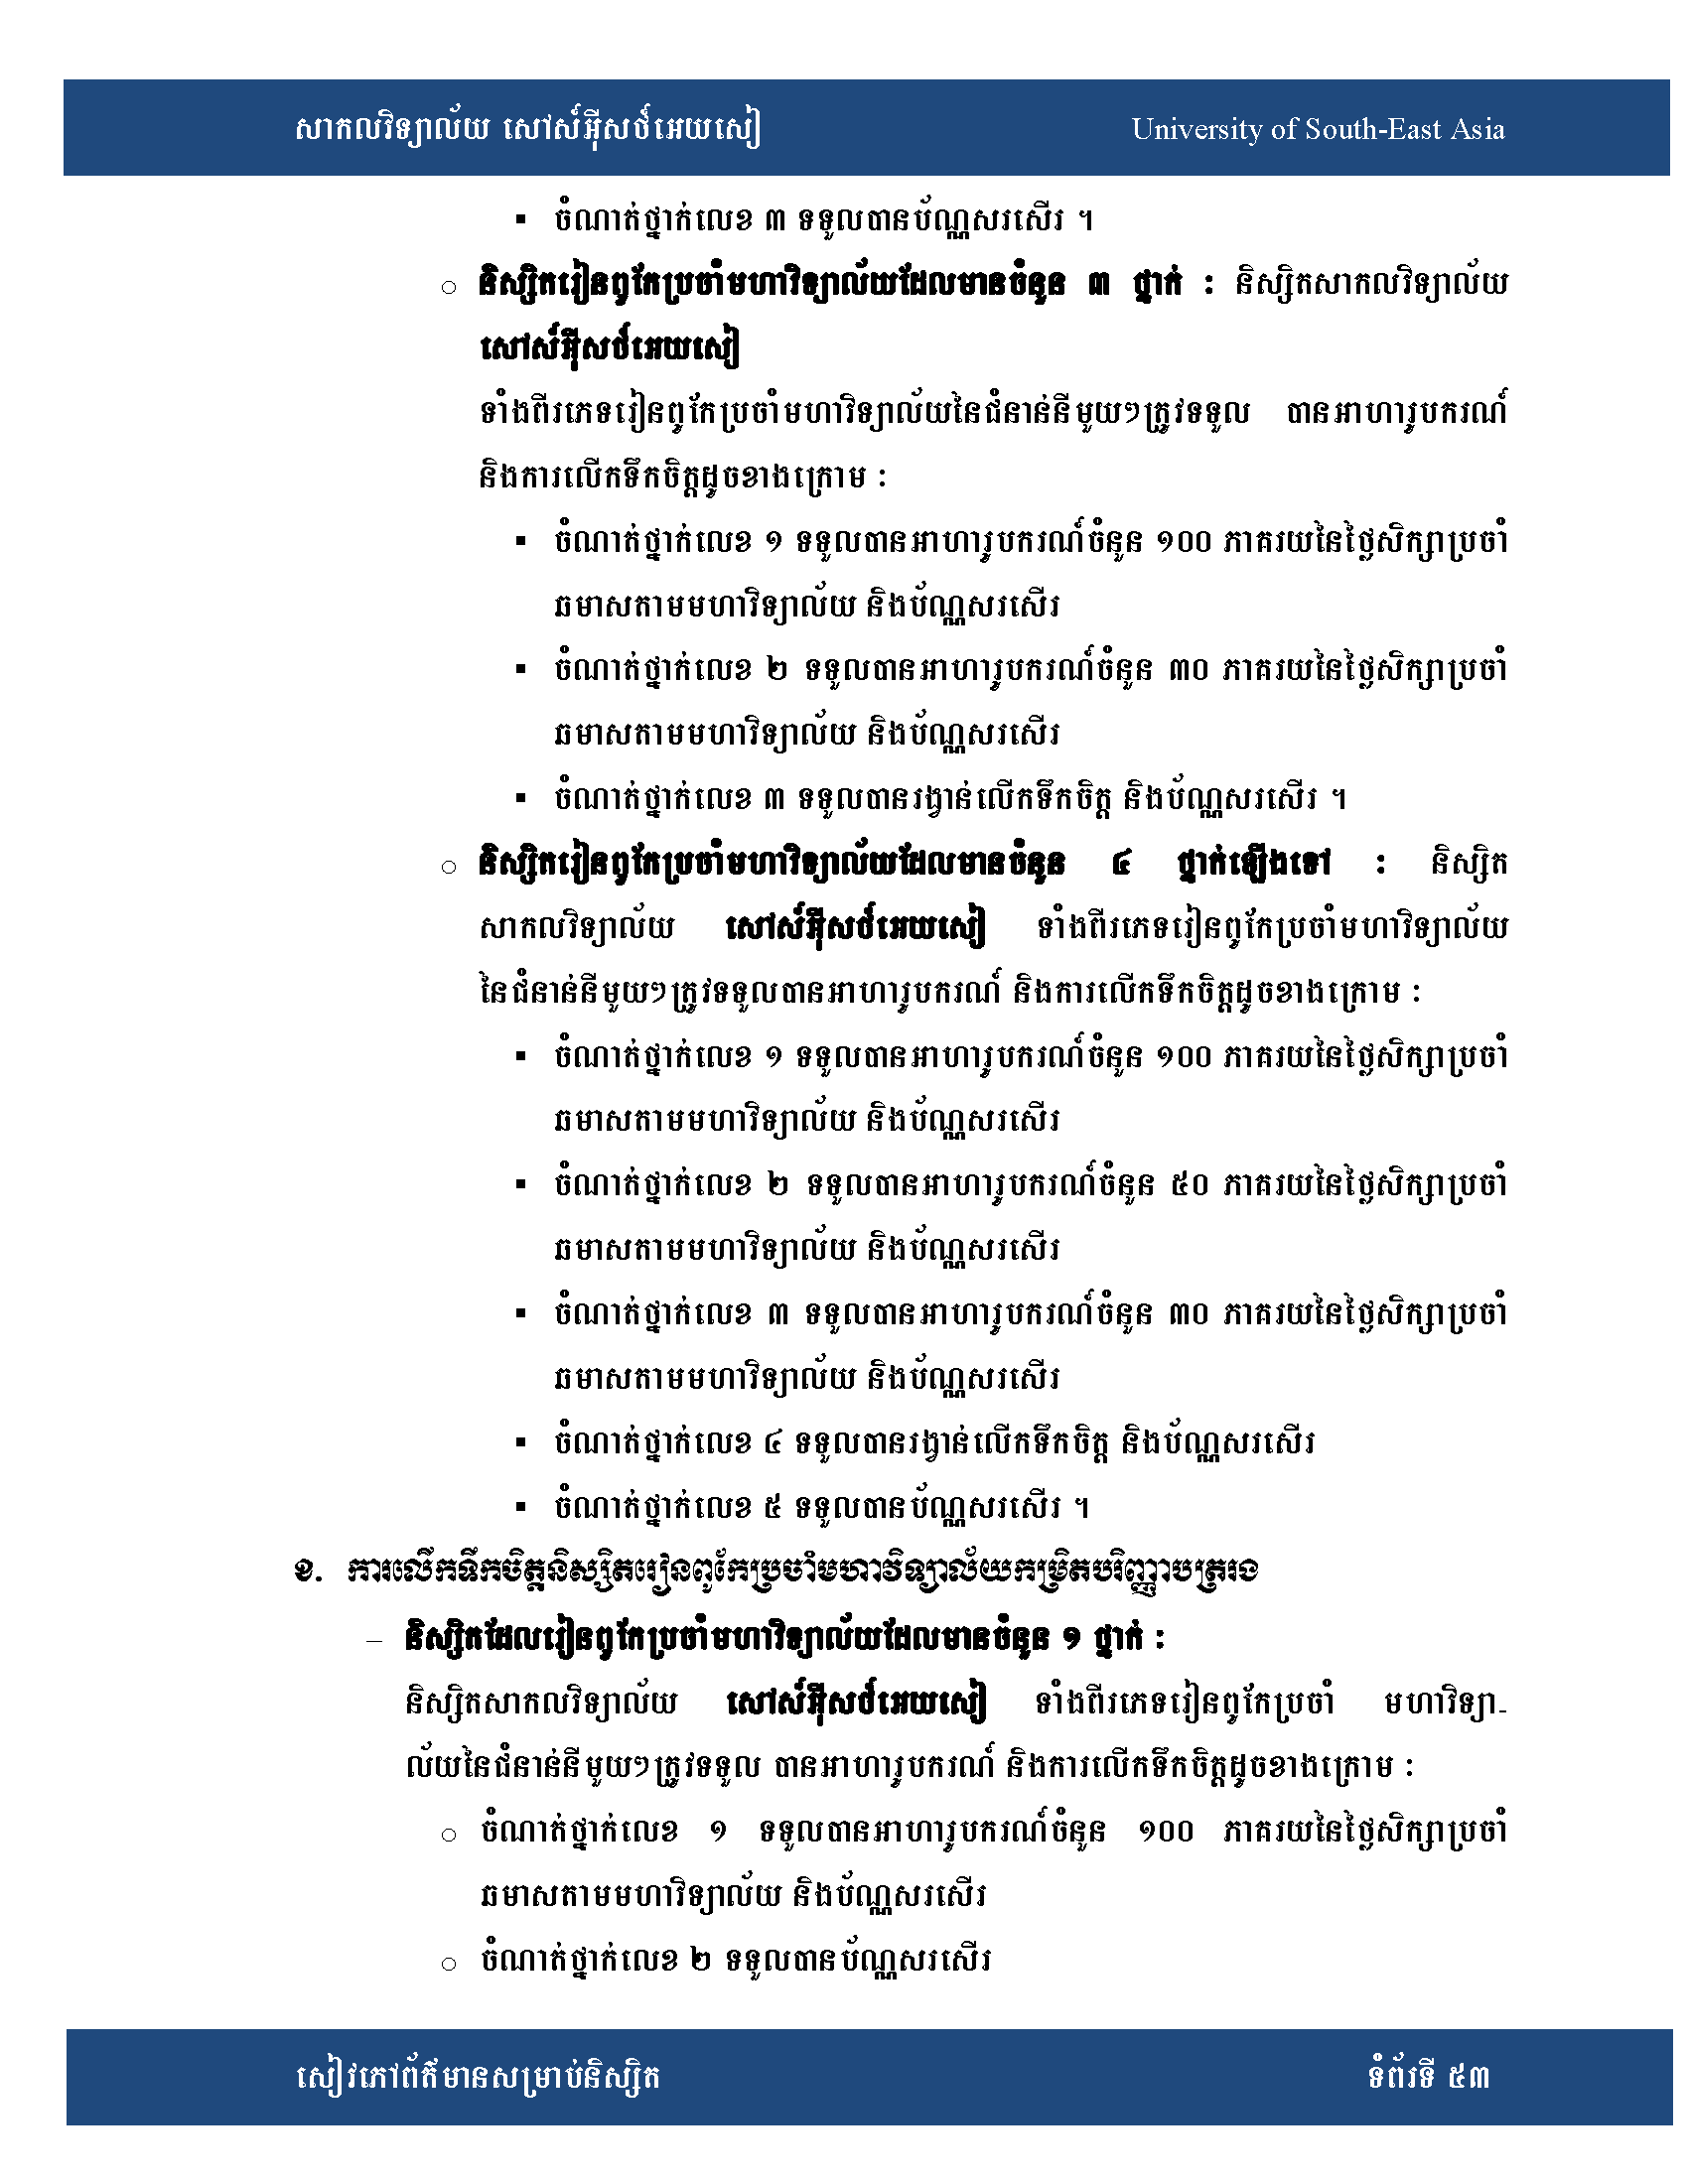 សាកលវិទ្យាល័យ សៅស៍អ៊ីសថ៍អេយសៀ University of South-East Asia
▪ ចំណាត់ថ្នាក់លេខ ៣ ទទួលបានប័ណ្ណសរសើរ ។
○ និស្សិតរៀនពូកែប្រចាំមហាវិទ្យាល័យដែលមានចំនួន ៣ ថ្នាក់ : និស្សិតសាកលវិទ្យាល័យ
សៅស៍អ៊ីសថ៍អេយសៀ
ទាំងពីរភេទរៀនពូកែប្រចាំមហាវិទ្យាល័យនៃជំនាន់នីមួយៗត្រូវទទួល បានអាហារូបករណ៍
និងការលើកទឹកចិត្តដូចខាងក្រោម :
▪ ចំណាត់ថ្នាក់លេខ ១ ទទួលបានអាហារូបករណ៍ចំនួន ១០០ ភាគរយនៃថ្លៃសិក្សាប្រចាំ
ឆមាសតាមមហាវិទ្យាល័យ និងប័ណ្ណសរសើរ
▪ ចំណាត់ថ្នាក់លេខ ២ ទទួលបានអាហារូបករណ៍ចំនួន ៣០ ភាគរយនៃថ្លៃសិក្សាប្រចាំ
ឆមាសតាមមហាវិទ្យាល័យ និងប័ណ្ណសរសើរ
▪ ចំណាត់ថ្នាក់លេខ ៣ ទទួលបានរង្វាន់លើកទឹកចិត្ត និងប័ណ្ណសរសើរ ។
○ និស្សិតរៀនពូកែប្រចាំមហាវិទ្យាល័យដែលមានចំនួន ៤ ថ្នាក់ឡើងទៅ : និស្សិត
សាកលវិទ្យាល័យ សៅស៍អ៊ីសថ៍អេយសៀ ទាំងពីរភេទរៀនពូកែប្រចាំមហាវិទ្យាល័យ
នៃជំនាន់នីមួយៗត្រូវទទួលបានអាហារូបករណ៍ និងការលើកទឹកចិត្តដូចខាងក្រោម :
▪ ចំណាត់ថ្នាក់លេខ ១ ទទួលបានអាហារូបករណ៍ចំនួន ១០០ ភាគរយនៃថ្លៃសិក្សាប្រចាំ
ឆមាសតាមមហាវិទ្យាល័យ និងប័ណ្ណសរសើរ
▪ ចំណាត់ថ្នាក់លេខ ២ ទទួលបានអាហារូបករណ៍ចំនួន ៥០ ភាគរយនៃថ្លៃសិក្សាប្រចាំ
ឆមាសតាមមហាវិទ្យាល័យ និងប័ណ្ណសរសើរ
▪ ចំណាត់ថ្នាក់លេខ ៣ ទទួលបានអាហារូបករណ៍ចំនួន ៣០ ភាគរយនៃថ្លៃសិក្សាប្រចាំ
ឆមាសតាមមហាវិទ្យាល័យ និងប័ណ្ណសរសើរ
▪ ចំណាត់ថ្នាក់លេខ ៤ ទទួលបានរង្វាន់លើកទឹកចិត្ត និងប័ណ្ណសរសើរ
▪ ចំណាត់ថ្នាក់លេខ ៥ ទទួលបានប័ណ្ណសរសើរ ។
ខ. ការលើកទឹកចិត្តនិស្សិតរៀនពូកែប្រចាំមហាវិទ្យាល័យកម្រិតបរិញ្ញាបត្ររង
– និស្សិតដែលរៀនពូកែប្រចាំមហាវិទ្យាល័យដែលមានចំនួន ១ ថ្នាក់ :
និស្សិតសាកលវិទ្យាល័យ សៅស៍អ៊ីសថ៍អេយសៀ ទាំងពីរភេទរៀនពូកែប្រចាំ មហាវិទ្យា-
ល័យនៃជំនាន់នីមួយៗត្រូវទទួល បានអាហារូបករណ៍ និងការលើកទឹកចិត្តដូចខាងក្រោម :
○ ចំណាត់ថ្នាក់លេខ ១ ទទួលបានអាហារូបករណ៍ចំនួន ១០០ ភាគរយនៃថ្លៃសិក្សាប្រចាំ
ឆមាសតាមមហាវិទ្យាល័យ និងប័ណ្ណសរសើរ
○ ចំណាត់ថ្នាក់លេខ ២ ទទួលបានប័ណ្ណសរសើរ
សៀវភៅព័ត៌មានសម្រាប់និស្សិត ទំព័រទី ៥៣